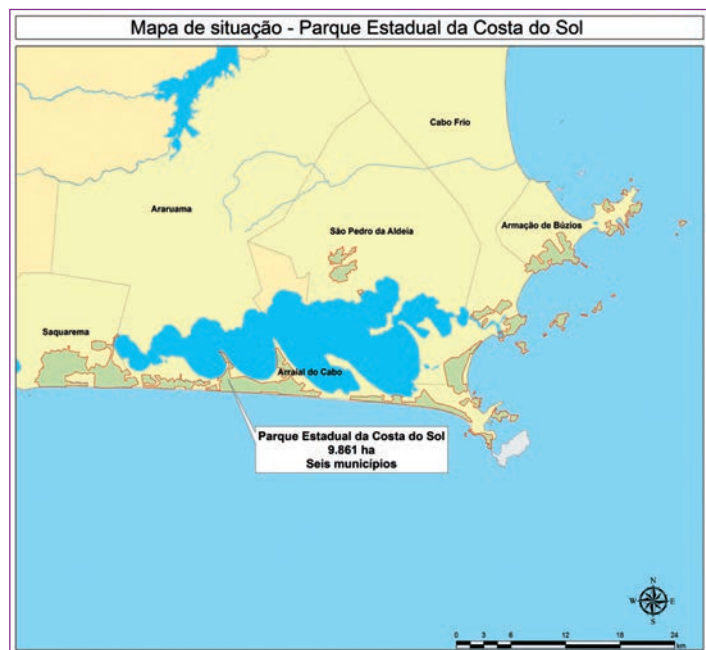 Mapa de situação - Parque Estadual da Costa do Sol
Cabo Frio
Araruama
São Pedro da Aldeia
Armação de Búzios
Saquarema
Arraial do Cabo
Parque Estadual da Costa do Sol
9.861 ha
Seis municípios
N
W E
S
0 3 6 12 18 24
km